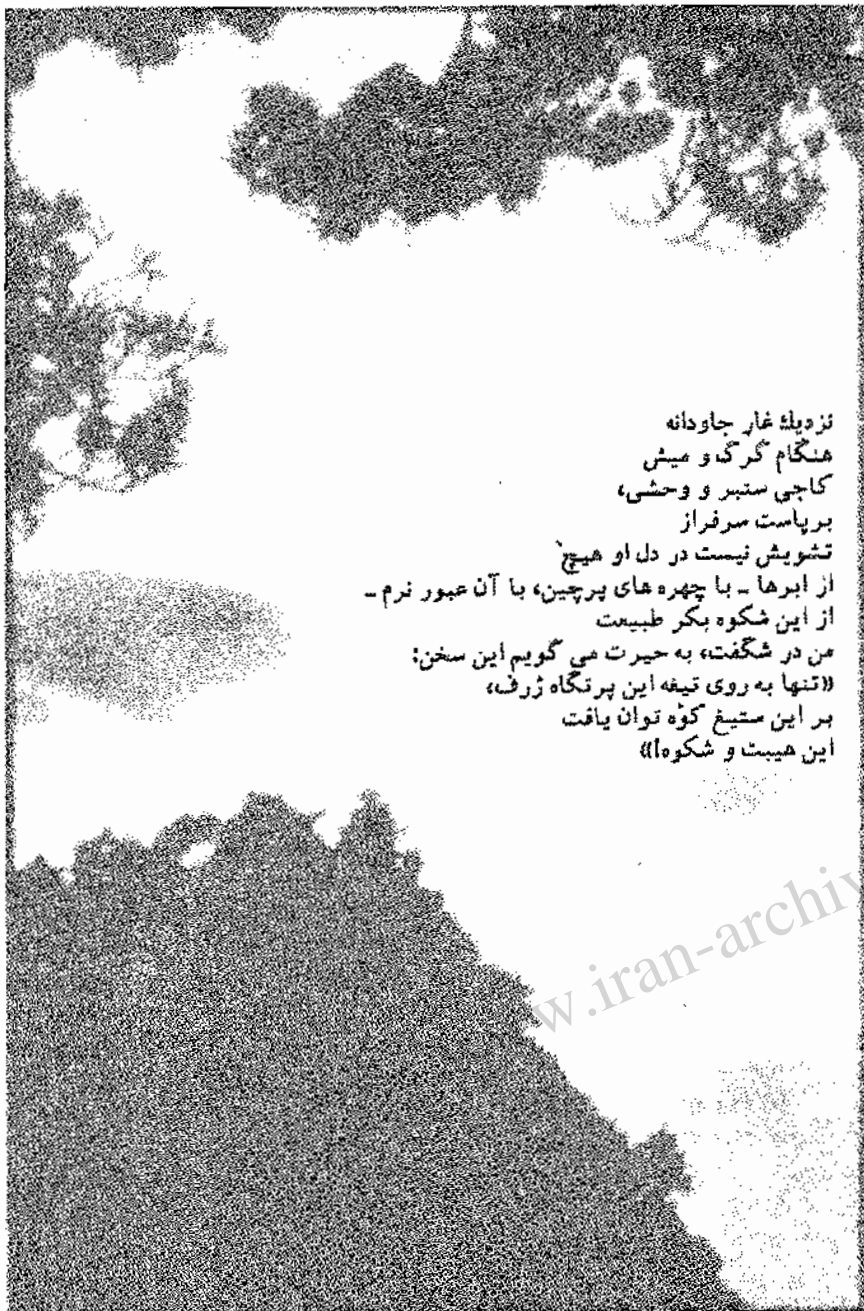 نزدیک غار جاودانه
هنگام گرگ و میش
کاجی ستبر و وحشی،
برپاست سرفراز
تشویش نیست در دل او هیچ
از ابرها ـ با چهره های پرچین، با آن عبور نرم ـ
از این شکوه بکر طبیعت
من در شگفت، به حیرت می گویم این سخن:
«تنها به روی تیغه این پرتگاه ژرف،
بر این ستیغ کوه توان یافت
این هیبت و شکوه!»
w.iran-archiv